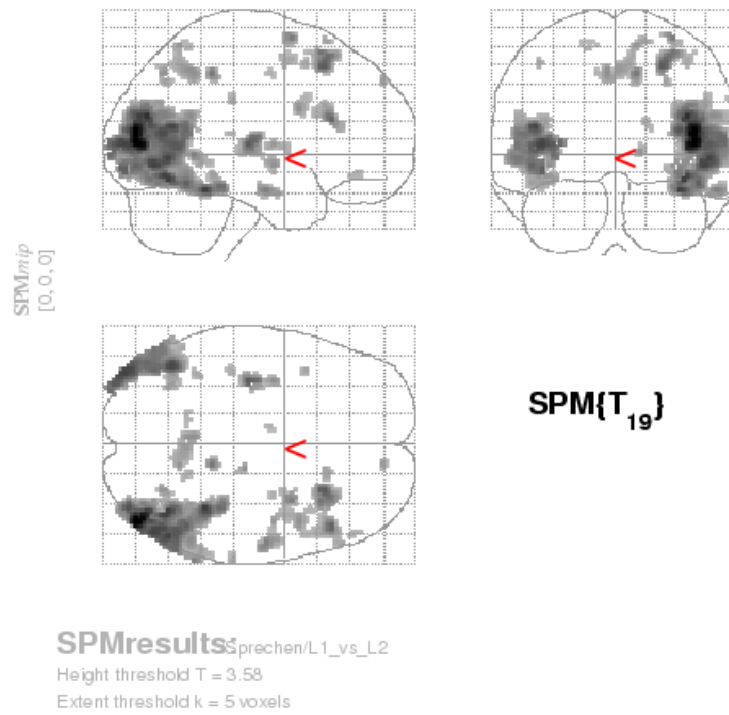 SPMmip
[0, 0, 0]
<
<
<
SPM{T19}
SPMresults: Sprechen/L1_vs_L2
Height threshold T = 3.58
Extent threshold k = 5 voxels